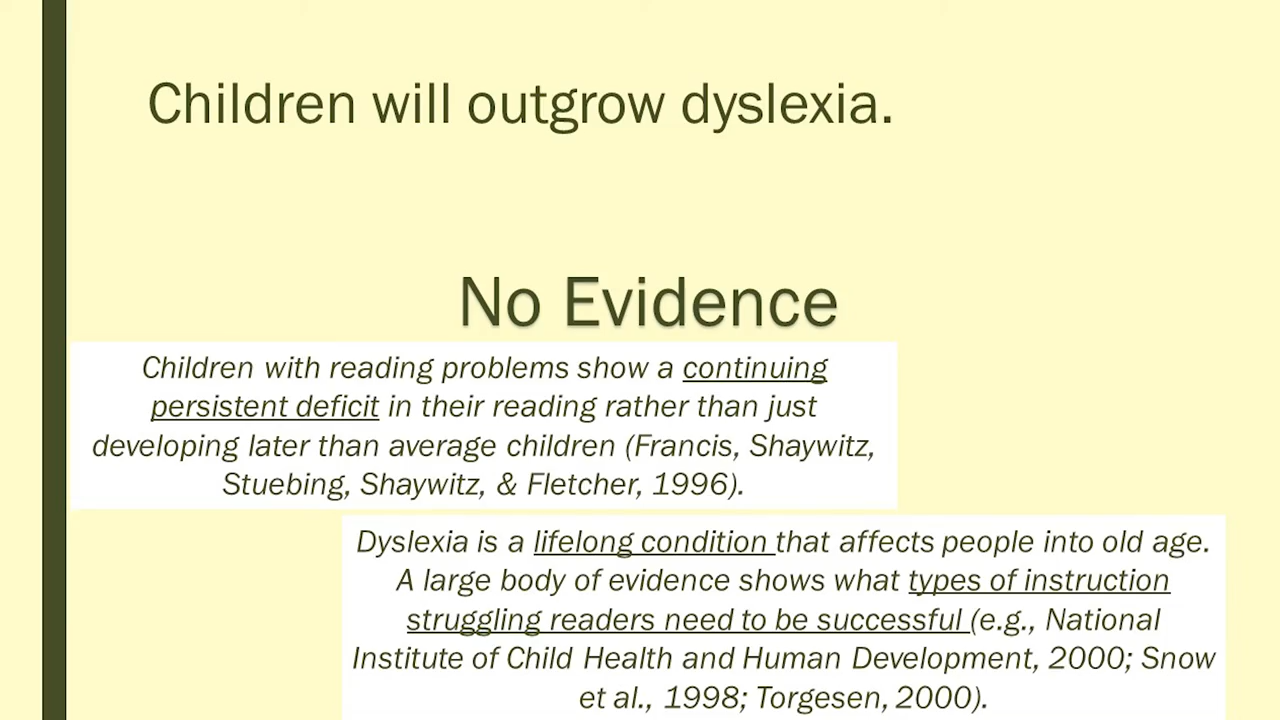 Children will outgrow dyslexia.
No Evidence
Children with reading problems show a continuing
persistent deficit in their reading rather than just
developing later than average children (Francis, Shaywitz,
Stuebing, Shaywitz, & Fletcher, 1996).
Dyslexia is a lifelong condition that affects people into old age.
A large body of evidence shows what types of instruction
struggling readers need to be successful (e.g., National
Institute of Child Health and Human Development, 2000; Snow
et al., 1998; Torgesen, 2000).